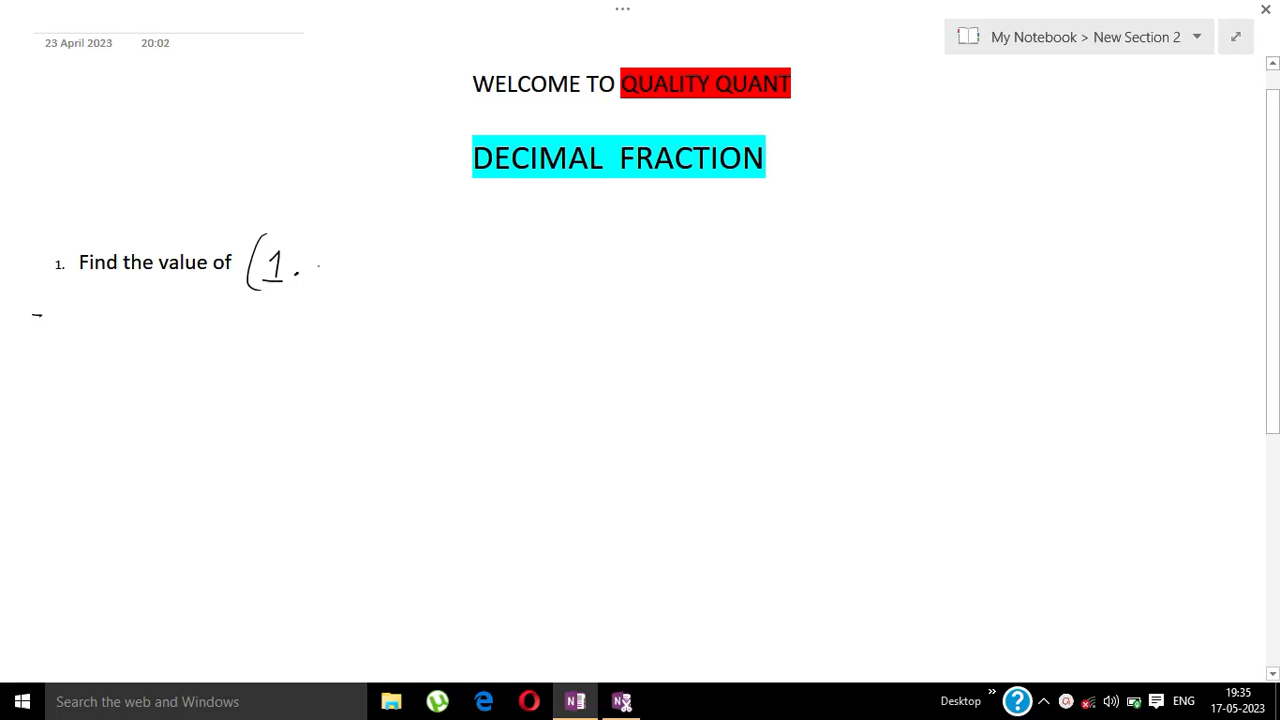 23 April 2023 20:02
My Notebook > New Section 2
WELCOME TO QUALITY QUANT
DECIMAL FRACTION
1. Find the value of (1.
Search the web and Windows
Desktop
ENG
19:35
17-05-2023